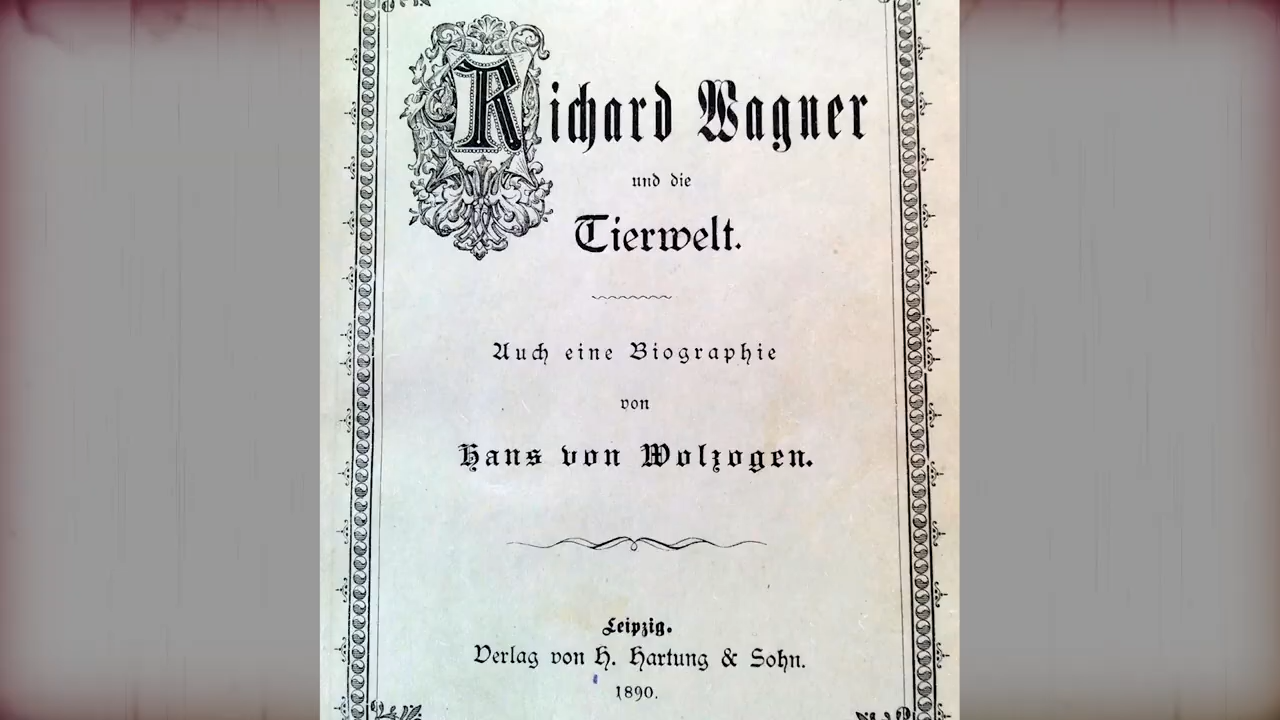 Richard Wagner
und die
Tierwelt.
Auch eine Biographie
von
Hans von Wolzogen.
Leipzig.
Verlag von H. Hartung & Sohn.
1890.